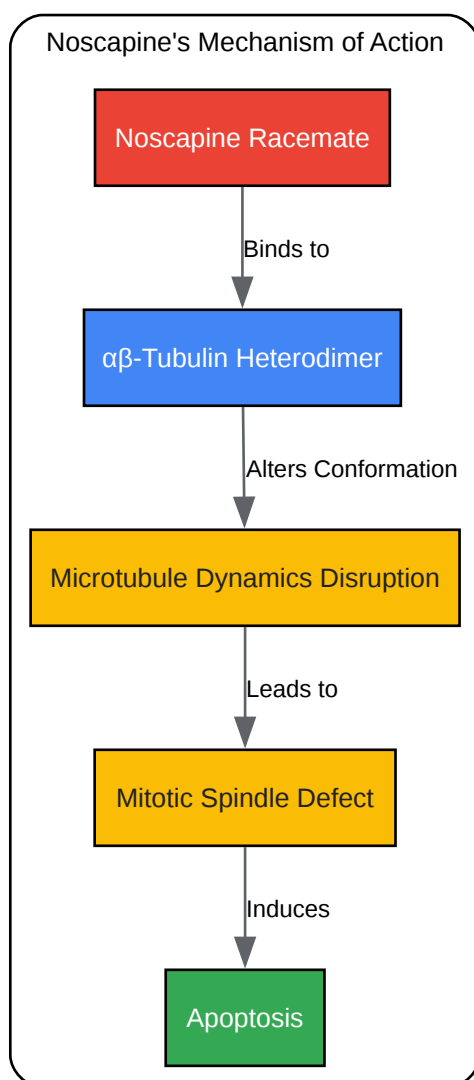 Noscapine's Mechanism of Action
Noscapine Racemate
Binds to
αβ-Tubulin Heterodimer
Alters Conformation
Microtubule Dynamics Disruption
Leads to
Mitotic Spindle Defect
Induces
Apoptosis